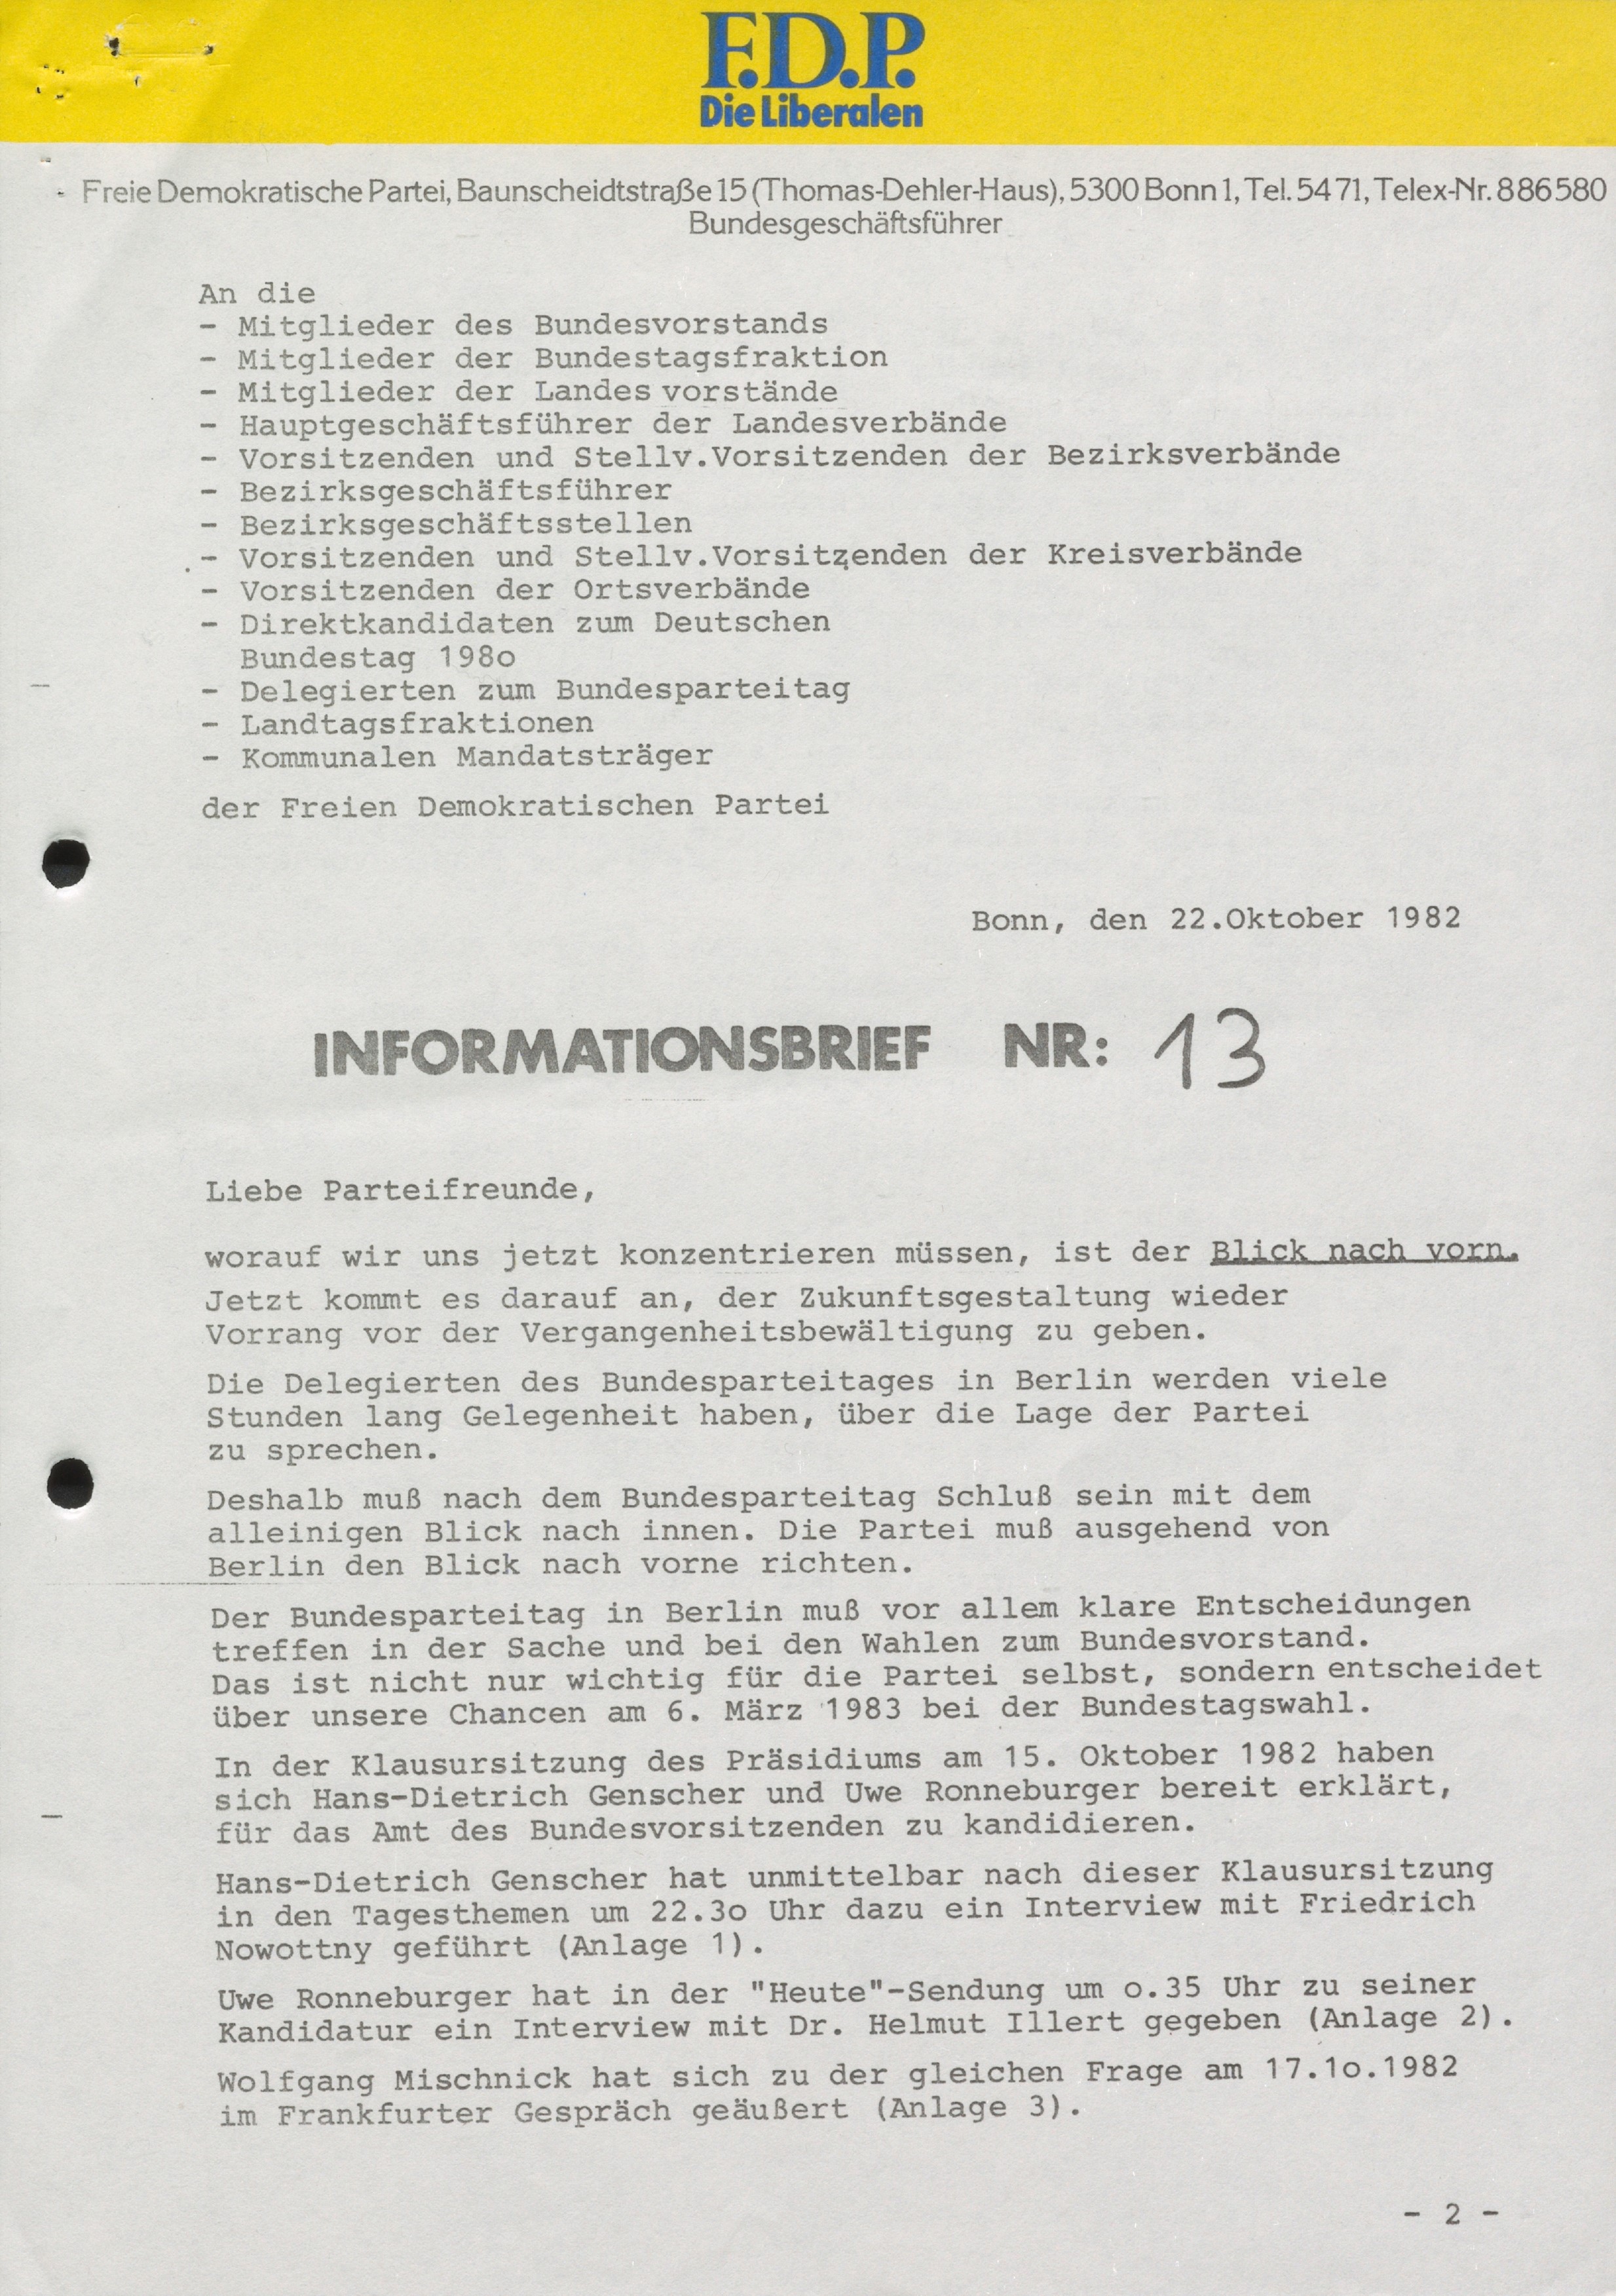 F.D.P.
Die Liberalen
Freie Demokratische Partei, Baunscheidtstraße 15 (Thomas-Dehler-Haus), 5300 Bonn 1, Tel. 5471, Telex-Nr. 886580
Bundesgeschäftsführer
An die
- Mitglieder des Bundesvorstands
- Mitglieder der Bundestagsfraktion
- Mitglieder der Landesvorstände
- Hauptgeschäftsführer der Landesverbände
- Vorsitzenden und Stellv.Vorsitzenden der Bezirksverbände
- Bezirksgeschäftsführer
- Bezirksgeschäftsstellen
- Vorsitzenden und Stellv.Vorsitzenden der Kreisverbände
- Vorsitzenden der Ortsverbände
- Direktkandidaten zum Deutschen
Bundestag 198o
- Delegierten zum Bundesparteitag
- Landtagsfraktionen
- Kommunalen Mandatsträger
der Freien Demokratischen Partei
Bonn, den 22.Oktober 1982
INFORMATIONSBRIEF NR: 13
Liebe Parteifreunde,
worauf wir uns jetzt konzentrieren müssen, ist der Blick nach vorn.
Jetzt kommt es darauf an, der Zukunftsgestaltung wieder
Vorrang vor der Vergangenheitsbewältigung zu geben.
Die Delegierten des Bundesparteitages in Berlin werden viele
Stunden lang Gelegenheit haben, über die Lage der Partei
zu sprechen.
Deshalb muß nach dem Bundesparteitag Schluß sein mit dem
alleinigen Blick nach innen. Die Partei muß ausgehend von
Berlin den Blick nach vorne richten.
Der Bundesparteitag in Berlin muß vor allem klare Entscheidungen
treffen in der Sache und bei den Wahlen zum Bundesvorstand.
Das ist nicht nur wichtig für die Partei selbst, sondern entscheidet
über unsere Chancen am 6. März 1983 bei der Bundestagswahl.
In der Klausursitzung des Präsidiums am 15. Oktober 1982 haben
sich Hans-Dietrich Genscher und Uwe Ronneburger bereit erklärt,
für das Amt des Bundesvorsitzenden zu kandidieren.
Hans-Dietrich Genscher hat unmittelbar nach dieser Klausursitzung
in den Tagesthemen um 22.3o Uhr dazu ein Interview mit Friedrich
Nowottny geführt (Anlage 1).
Uwe Ronneburger hat in der "Heute"-Sendung um o.35 Uhr zu seiner
Kandidatur ein Interview mit Dr. Helmut Illert gegeben (Anlage 2).
Wolfgang Mischnick hat sich zu der gleichen Frage am 17.1o.1982
im Frankfurter Gespräch geäußert (Anlage 3).
- 2 -